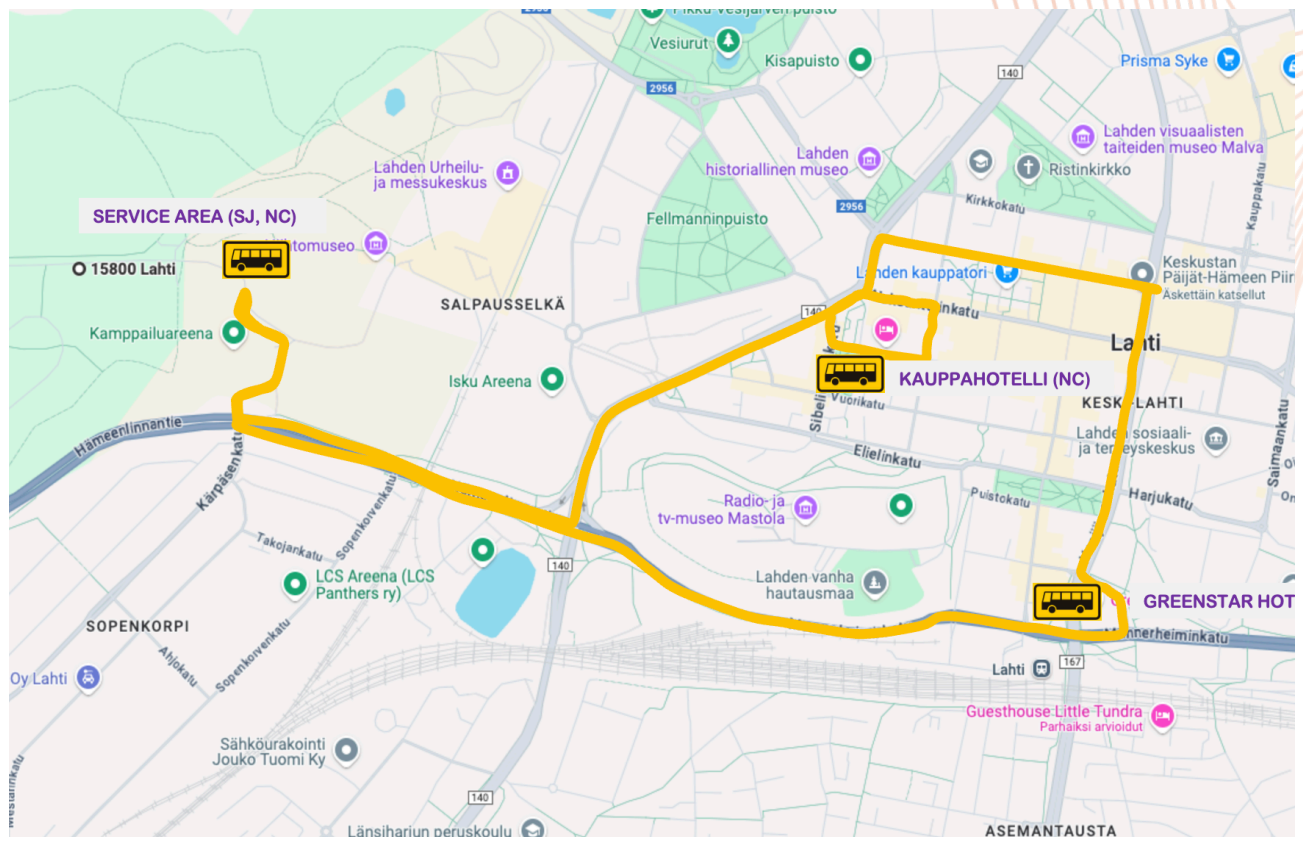 2956
Pikku Vesijärven puisto
Vesiurut
Kisapuisto
140
Prisma Syke
2956
Lahden visuaalisten
taiteiden museo Malva
Lahden
historiallinen museo
Ristinkirkko
Lahden Urheilu-
ja messukeskus
Kirkkokatu
Kauppakatu
2956
SERVICE AREA (SJ, NC)
Fellmanninpuisto
15800 Lahti
Lahden kauppatori
Keskustan
Päijät-Hämeen Piir
Äskettäin katsellut
SALPAUSSELKÄ
140
Kamppailuareena
Lahti
Isku Areena
KAUPPAHOTELLI (NC)
Vuorikatu
Hämeenlinnantie
Kärpäsenkatu
Lahden sosiaali-
ja terveyskeskus
Saimaankatu
Elielinkatu
Puistokatu
Harjukatu
Radio- ja
tv-museo Mastola
Sopenkorvenkatu
Takojankatu
140
LCS Areena (LCS
Panthers ry)
Lahden vanha
hautausmaa
GREENSTAR HOT
SOPENKORPI
Mannerheiminkatu
Ahjokatu
Sopenkorvenkatu
Oy Lahti
Lahti
167
Guesthouse Little Tundra
Parhaiksi arvioidut
Sähköurakointi
Jouko Tuomi Ky
140
Länsiharjun peruskoulu
ASEMANTAUSTA